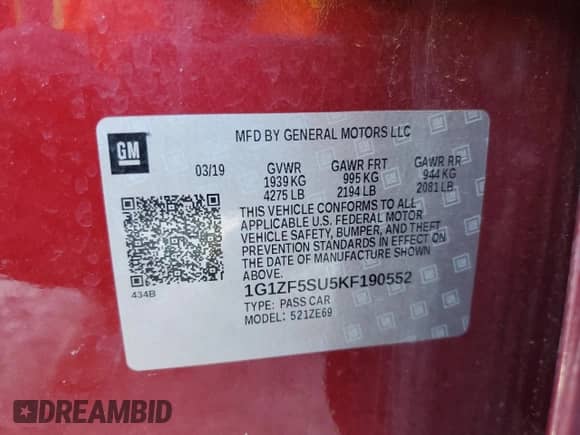 GM
MFD BY GENERAL MOTORS LLC
03/19 GVWR GAWR FRT GAWR RR
1939 KG 995 KG 944 KG
4275 LB 2194 LB 2081 LB
THIS VEHICLE CONFORMS TO ALL
APPLICABLE U.S. FEDERAL MOTOR
VEHICLE SAFETY, BUMPER, AND THEFT
PREVENTION STANDARDS IN EFFECT ON
THE DATE OF MANUFACTURE SHOWN
ABOVE.
434B
1G1ZF5SU5KF190552
TYPE: PASS CAR
MODEL: 521ZE69
DREAMBID